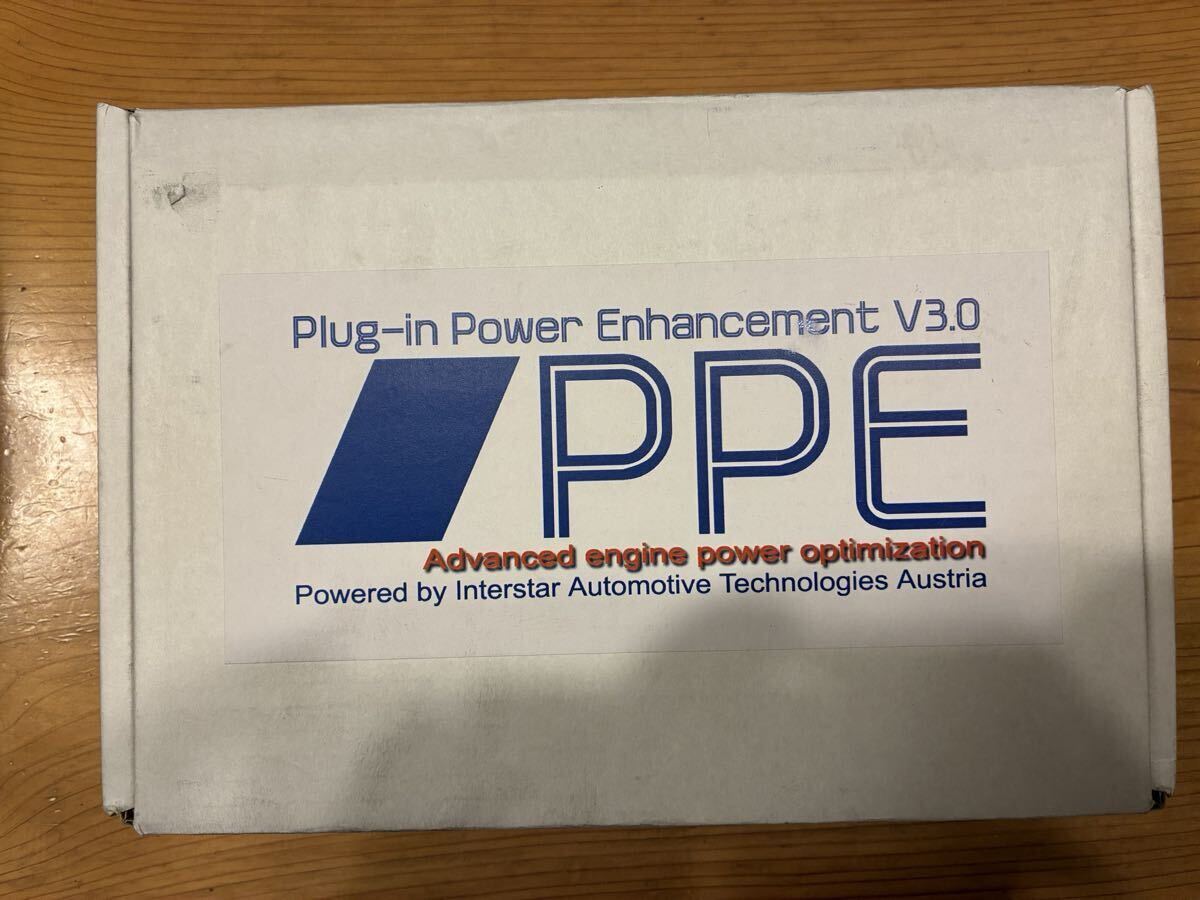 Plug-in Power Enhancement V3.0
PPE
Advanced engine power optimization
Powered by Interstar Automotive Technologies Austria